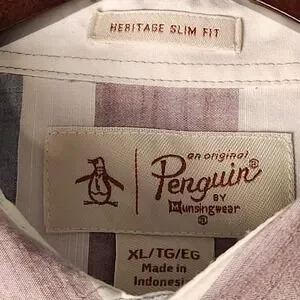 HERITAGE SLIM FIT
an original
Penguin®
BY
Munsingwear
®
XL/TG/EG
Made in
Indonesia